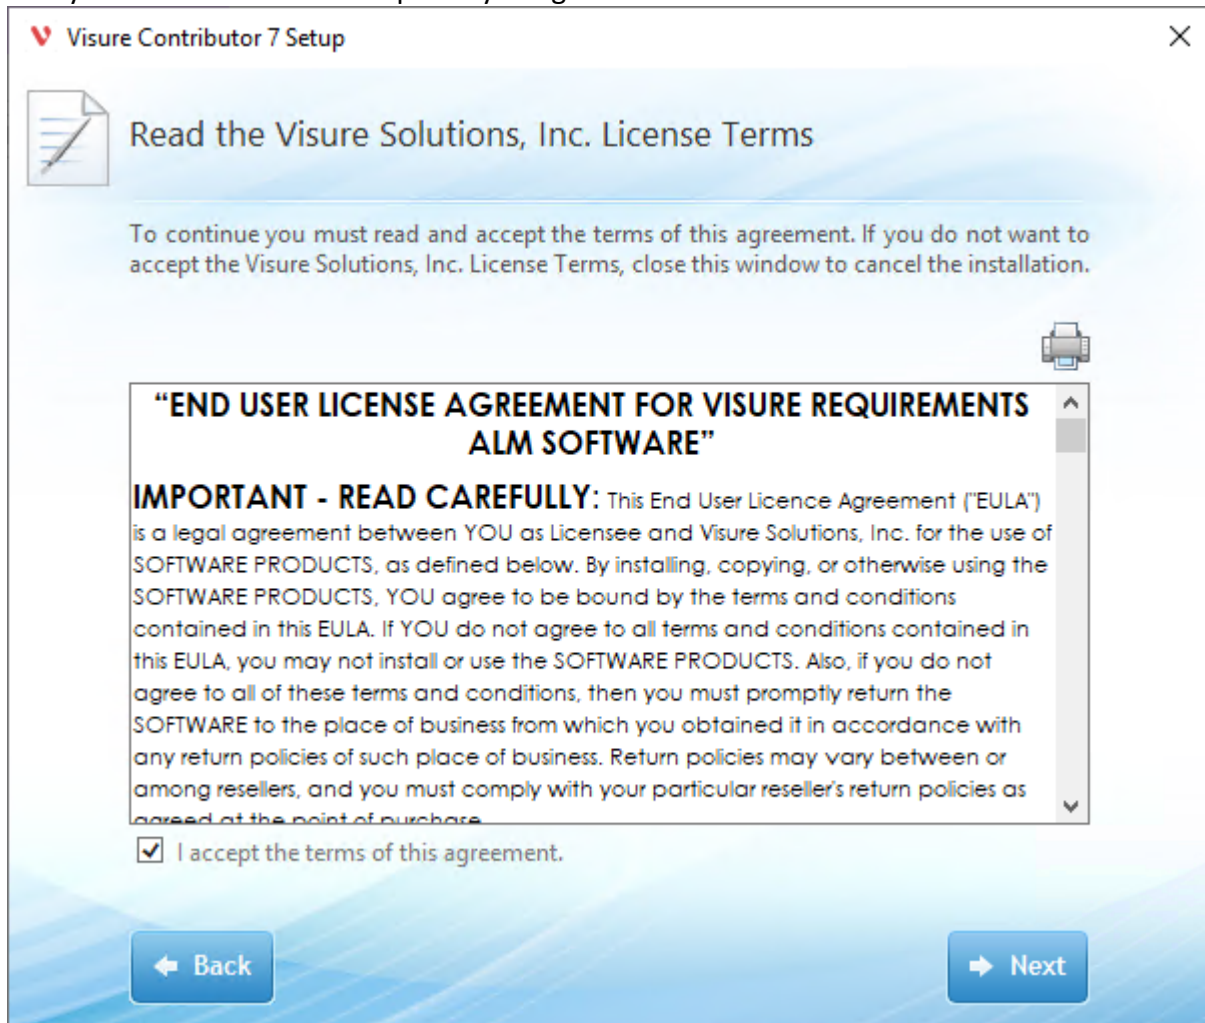 Visure Contributor 7 Setup
Read the Visure Solutions, Inc. License Terms
To continue you must read and accept the terms of this agreement. If you do not want to
accept the Visure Solutions, Inc. License Terms, close this window to cancel the installation.
“END USER LICENSE AGREEMENT FOR VISURE REQUIREMENTS
ALM SOFTWARE”
IMPORTANT - READ CAREFULLY: This End User Licence Agreement ("EULA")
is a legal agreement between YOU as Licensee and Visure Solutions, Inc. for the use of
SOFTWARE PRODUCTS, as defined below. By installing, copying, or otherwise using the
SOFTWARE PRODUCTS, YOU agree to be bound by the terms and conditions
contained in this EULA. If YOU do not agree to all terms and conditions contained in
this EULA, you may not install or use the SOFTWARE PRODUCTS. Also, if you do not
agree to all of these terms and conditions, then you must promptly return the
SOFTWARE to the place of business from which you obtained it in accordance with
any return policies of such place of business. Return policies may vary between or
among resellers, and you must comply with your particular reseller's return policies as
agreed at the point of purchase
I accept the terms of this agreement.
Back
Next